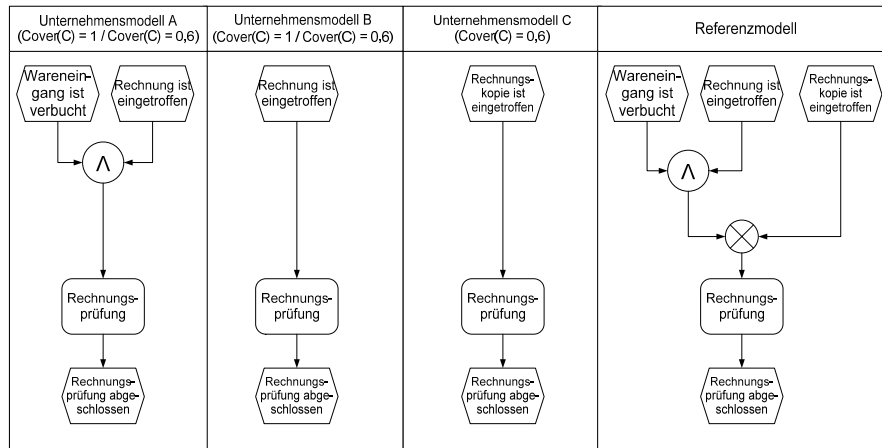 Unternehmensmodell A
(Cover(C) = 1 / Cover(C) = 0,6)
Unternehmensmodell B
(Cover(C) = 1 / Cover(C) = 0,6)
Unternehmensmodell C
(Cover(C) = 0,6)
Referenzmodell
Wareneingang
gang ist
verbucht
Rechnung ist
eingetroffen
Rechnung ist
eingetroffen
Rechnungs-
kopie ist
eingetroffen
Warenein-
gang ist
verbucht
Rechnung ist
eingetroffen
Rechnungs-
kopie ist
eingetroffen
Λ
Λ
Rechnungs-
prüfung
Rechnungs-
prüfung
Rechnungs-
prüfung
Rechnungs-
prüfung
Rechnungs-
prüfung abge-
schlossen
Rechnungs-
prüfung abge-
schlossen
Rechnungs-
prüfung abge-
schlossen
Rechnungs-
prüfung abge-
schlossen